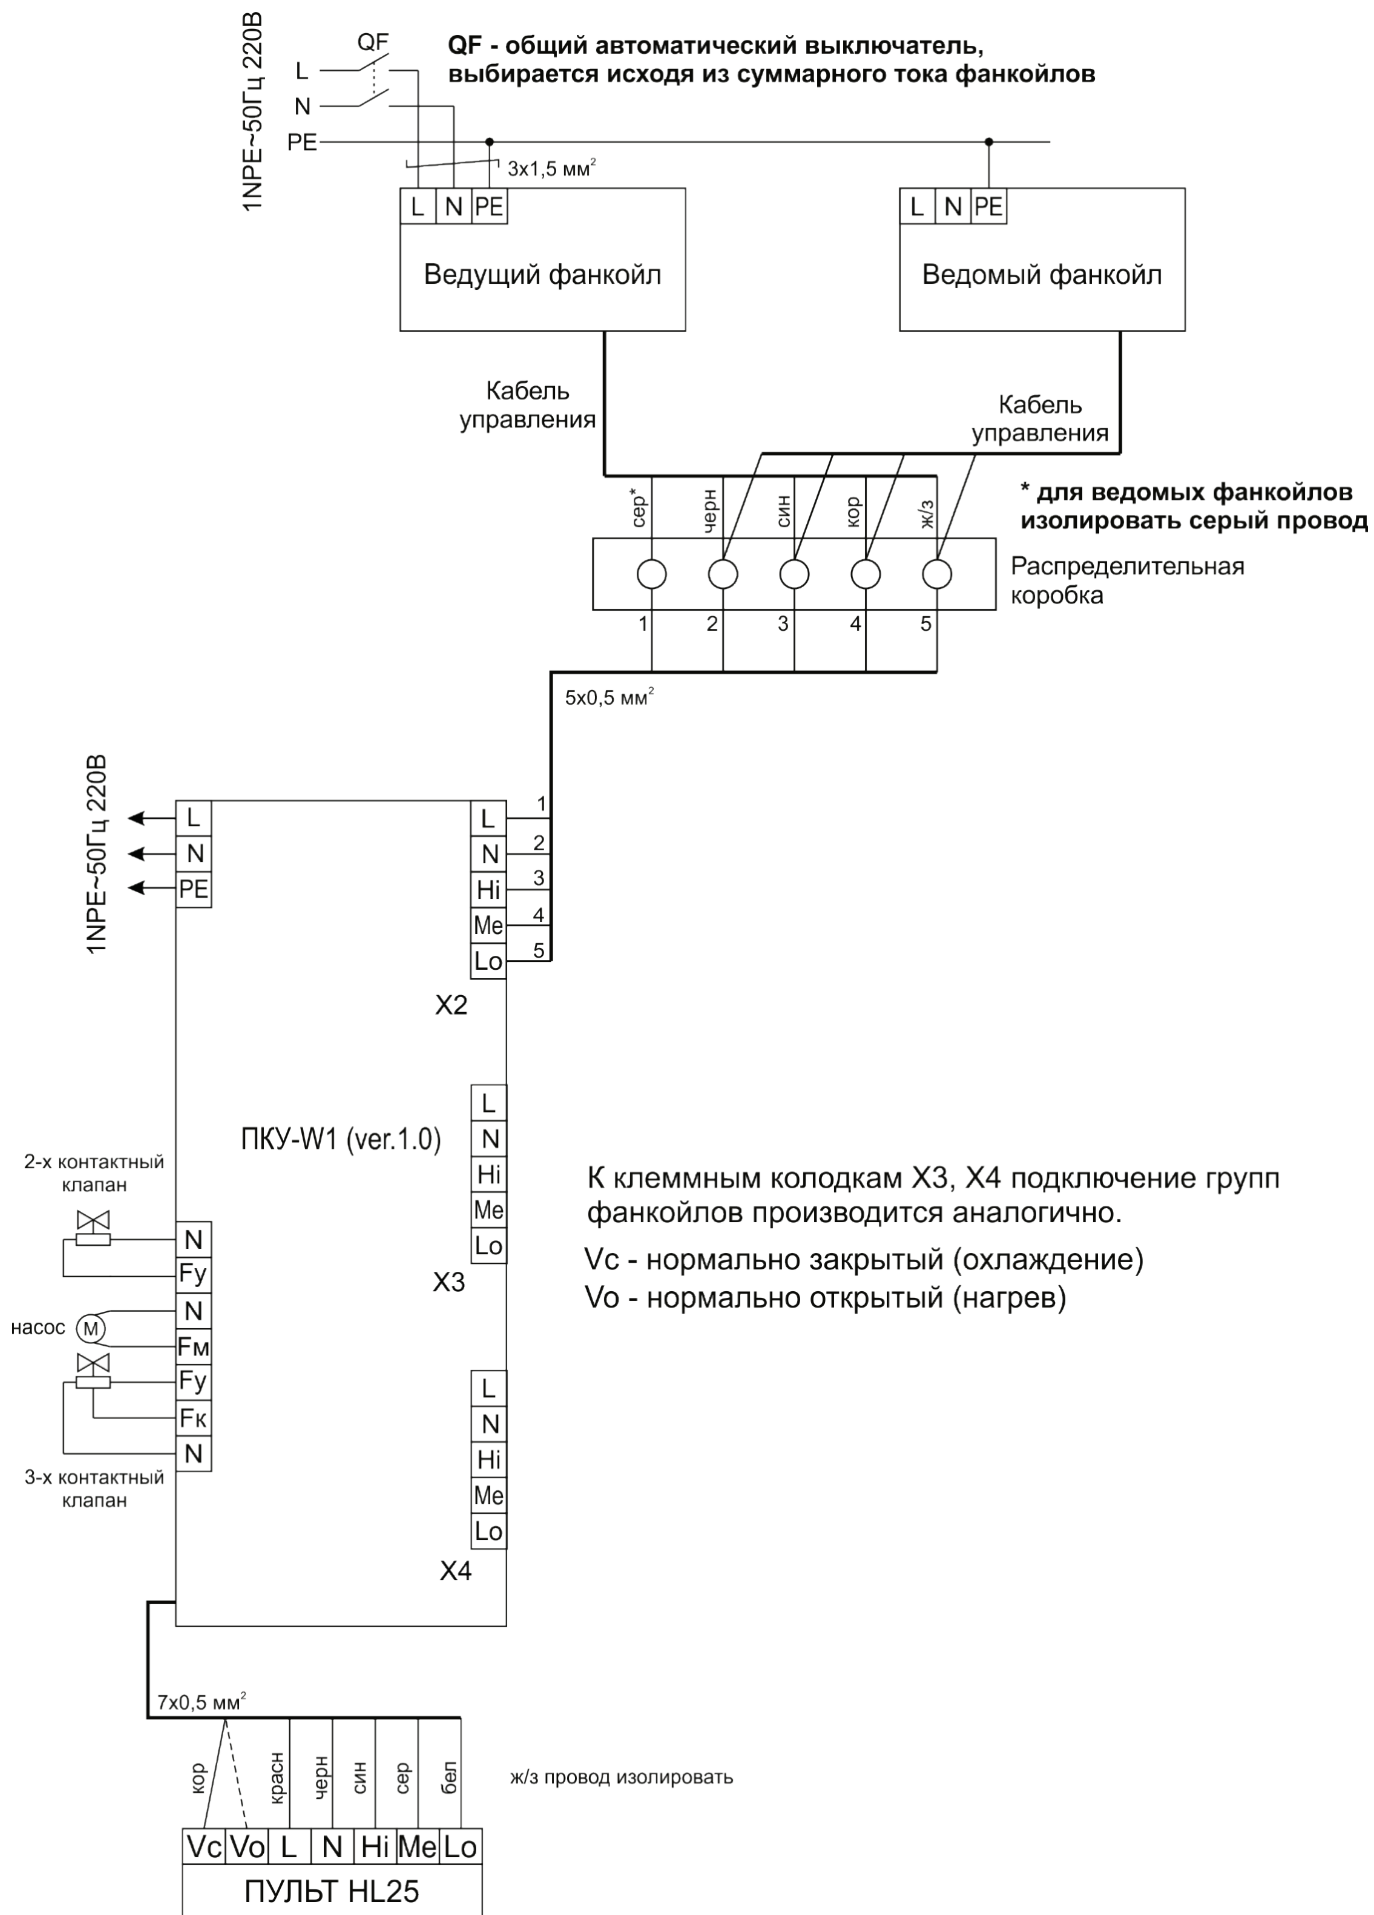 1NPE~50Гц 220В
QF
QF - общий автоматический выключатель,
выбирается исходя из суммарного тока фанкойлов
L
N
PE
3х1,5 мм²
L N PE
L N PE
Ведущий фанкойл
Ведомый фанкойл
Кабель
управления
Кабель
управления
сер* черн син кор ж/з
* для ведомых фанкойлов
изолировать серый провод
Распределительная
коробка
1 2 3 4 5
5х0,5 мм²
1NPE~50Гц 220В
L
N
PE
L 1
N 2
Hi 3
Me 4
Lo 5
X2
ПКУ-W1 (ver.1.0)
L
N
Hi
Me
Lo
X3
К клеммным колодкам X3, X4 подключение групп
фанкойлов производится аналогично.
Vc - нормально закрытый (охлаждение)
Vo - нормально открытый (нагрев)
2-х контактный
клапан
N
Fy
насос M
N
Fм
Fy
Fк
N
3-х контактный
клапан
L
N
Hi
Me
Lo
X4
7х0,5 мм²
кор красн черн син сер бел
ж/з провод изолировать
Vc Vo L N Hi Me Lo
ПУЛЬТ HL25